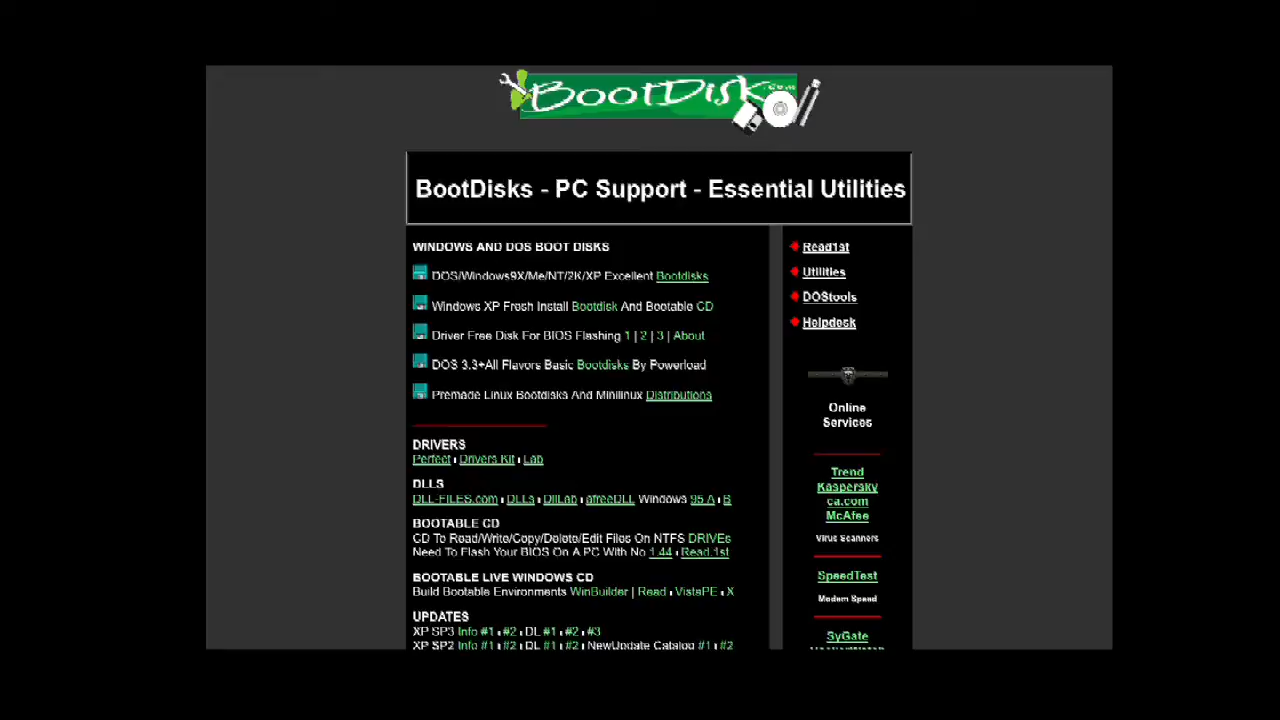 BootDisk.com
BootDisks - PC Support - Essential Utilities
WINDOWS AND DOS BOOT DISKS
DOS/Windows9X/Me/NT/2K/XP Excellent Bootdisks
Windows XP Fresh Install Bootdisk And Bootable CD
Driver Free Disk For BIOS Flashing 1 | 2 | 3 | About
DOS 3.3+All Flavors Basic Bootdisks By Powerload
Premade Linux Bootdisks And Minilinux Distributions
DRIVERS
Perfect ı Drivers Kit ı Lab
DLLS
DLL-FILES.com ı DLLs ı DllLab ı afreeDLL Windows 95 A ı B
BOOTABLE CD
CD To Read/Write/Copy/Delete/Edit Files On NTFS DRIVEs
Need To Flash Your BIOS On A PC With No 1.44 ı Read.1st
BOOTABLE LIVE WINDOWS CD
Build Bootable Environments WinBuilder | Read ı VistaPE ı X
UPDATES
XP SP3 Info #1 ı #2 ı DL #1 ı #2 ı #3
XP SP2 Info #1 ı #2 ı DL #1 ı #2 ı NewUpdate Catalog #1 ı #2
Read1st
Utilities
DOStools
Helpdesk
Online
Services
Trend
Kaspersky
ca.com
McAfee
Virus Scanners
SpeedTest
Modem Speed
SyGate